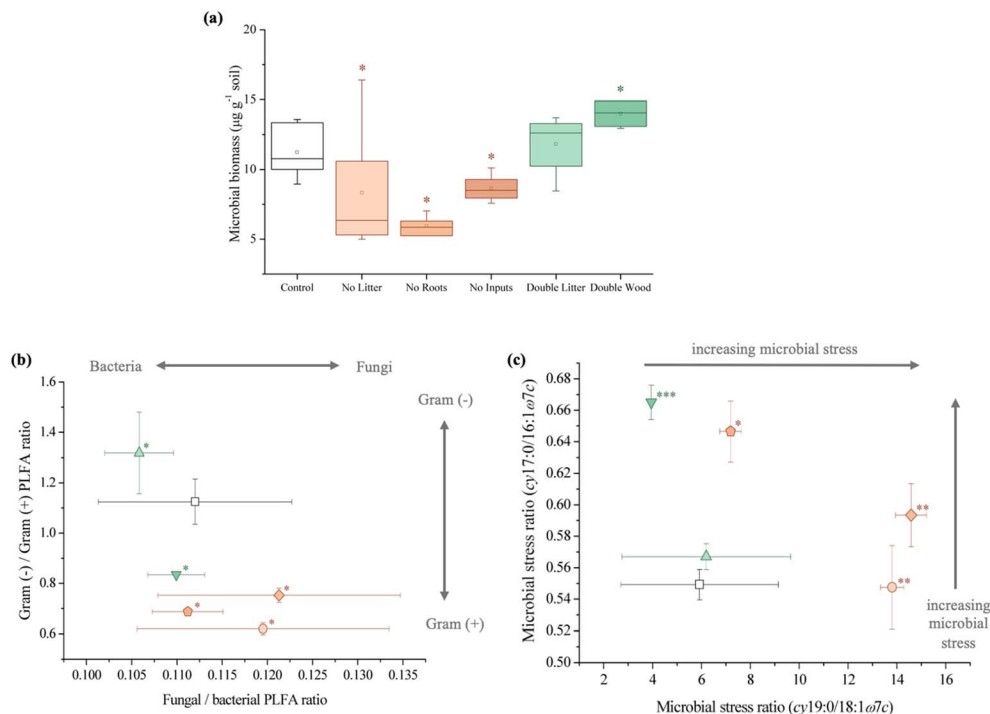 (a)
Microbial biomass (µg g⁻¹ soil)
20
15
10
5
*
*
*
*
Control
No Litter
No Roots
No Inputs
Double Litter
Double Wood
(b)
Bacteria
Fungi
Gram (-)
Gram (+)
Gram (-) / Gram (+) PLFA ratio
1.6
1.4
1.2
1.0
0.8
0.6
*
*
*
*
*
0.100
0.105
0.110
0.115
0.120
0.125
0.130
0.135
Fungal / bacterial PLFA ratio
(c)
increasing microbial stress
Microbial stress ratio (cy17:0/16:1ω7c)
0.68
0.66
0.64
0.62
0.60
0.58
0.56
0.54
0.52
0.50
***
*
**
**
increasing
microbial
stress
2
4
6
8
10
12
14
16
Microbial stress ratio (cy19:0/18:1ω7c)